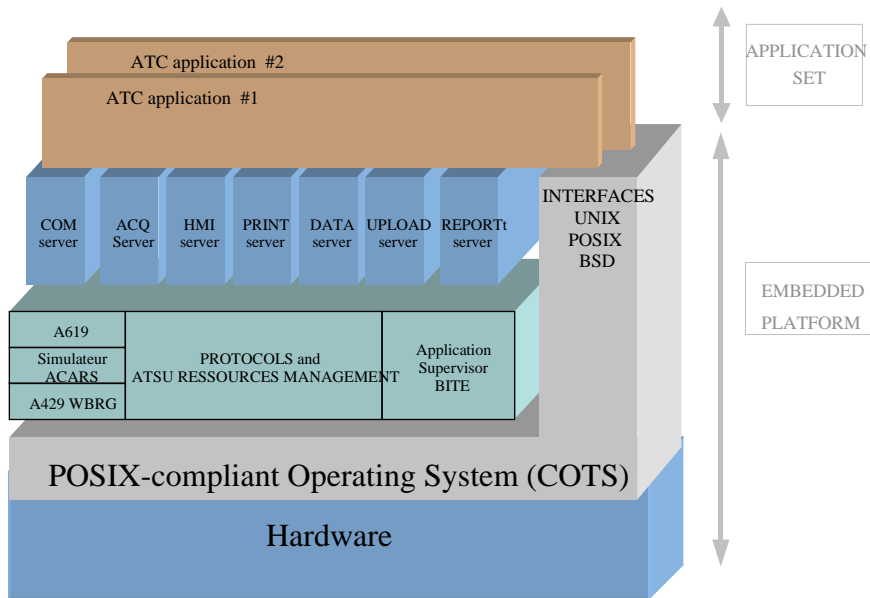 ATC application #2
ATC application #1
APPLICATION
SET
COM
server
ACQ
Server
HMI
server
PRINT
server
DATA
server
UPLOAD
server
REPORTt
server
INTERFACES
UNIX
POSIX
BSD
EMBEDDED
PLATFORM
A619
Simulateur
ACARS
A429 WBRG
PROTOCOLS and
ATSU RESSOURCES MANAGEMENT
Application
Supervisor
BITE
POSIX-compliant Operating System (COTS)
Hardware